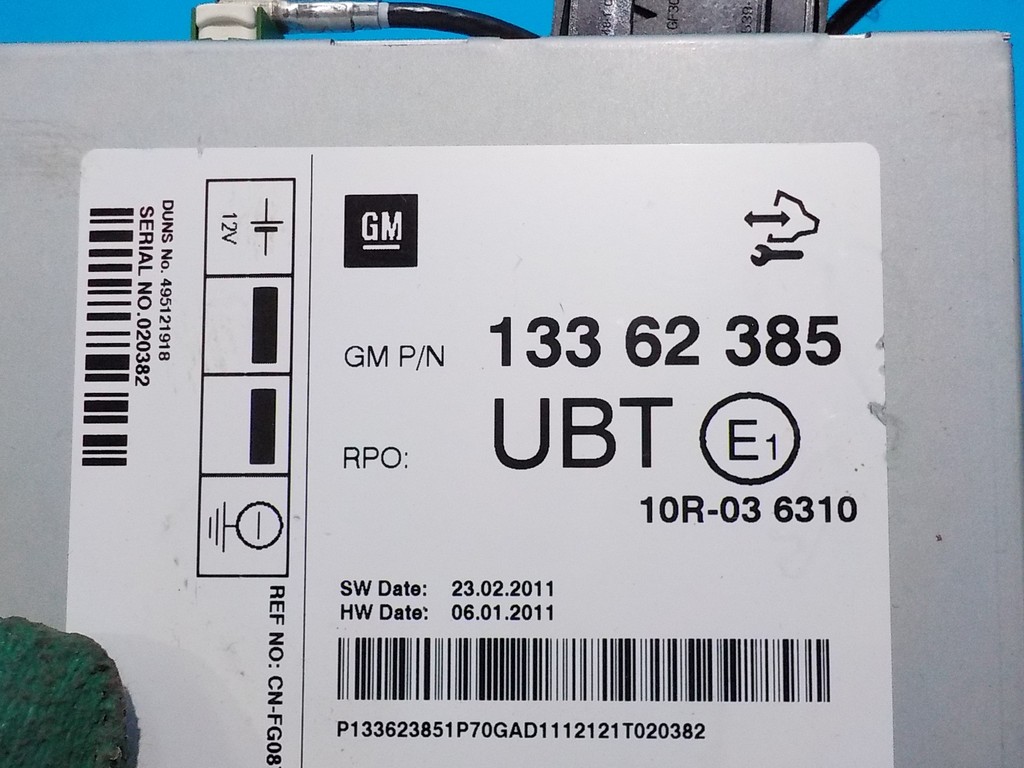 GM
GM P/N 133 62 385
RPO: UBT E1
10R-03 6310
SW Date: 23.02.2011
HW Date: 06.01.2011
P133623851P70GAD1112121T020382
12V
DUNS No. 495121918
SERIAL NO.020382
REF NO: CN-FG08